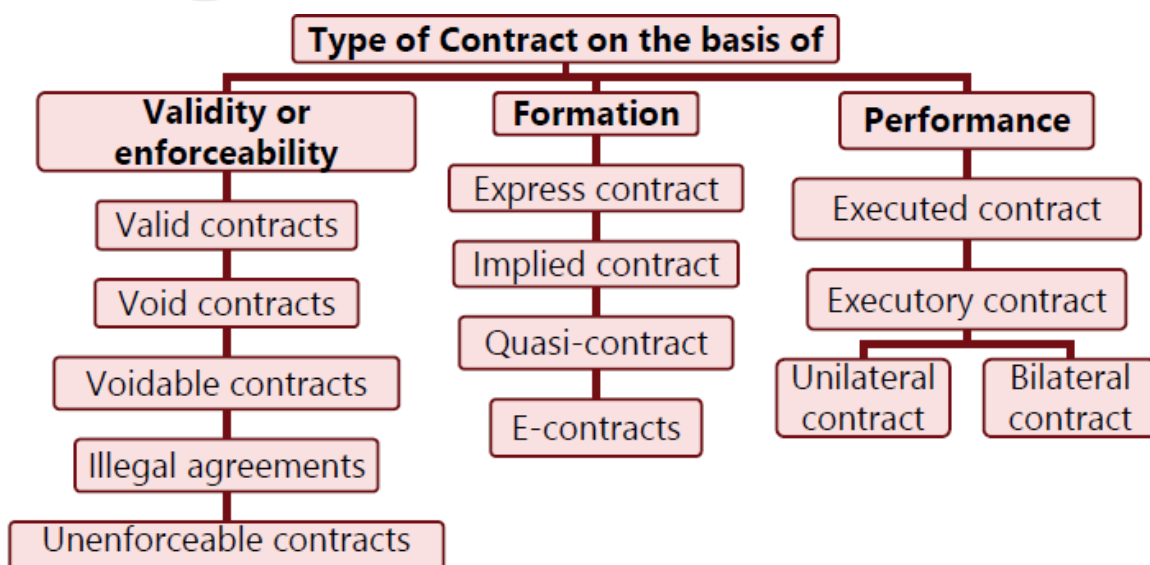 Type of Contract on the basis of
Validity or
enforceability
Valid contracts
Void contracts
Voidable contracts
Illegal agreements
Unenforceable contracts
Formation
Express contract
Implied contract
Quasi-contract
E-contracts
Performance
Executed contract
Executory contract
Unilateral
contract
Bilateral
contract